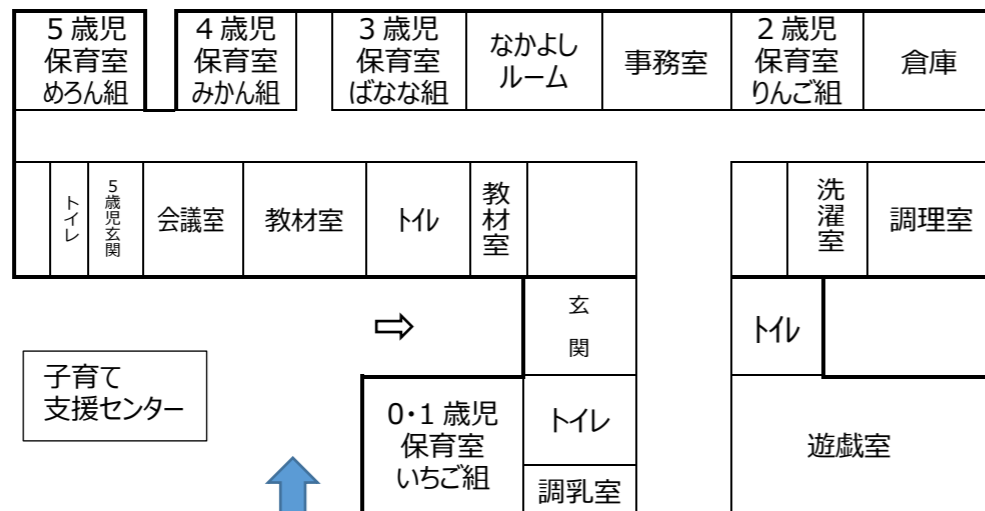 5歳児
保育室
めろん組
4歳児
保育室
みかん組
3歳児
保育室
ばなな組
なかよし
ルーム
事務室
2歳児
保育室
りんご組
倉庫
トイレ
5歳児玄関
会議室
教材室
トイレ
教材室
洗濯室
調理室
玄関
トイレ
子育て
支援センター
0・1歳児
保育室
いちご組
トイレ
調乳室
遊戯室